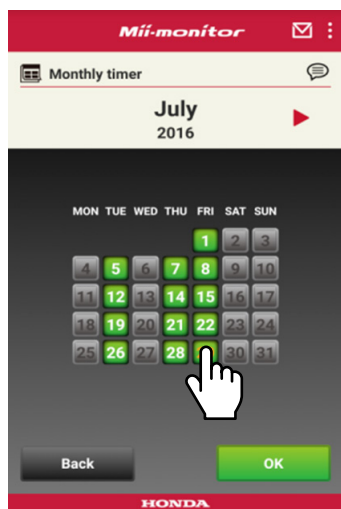 Mii-monitor
Monthly timer
July
2016
MON TUE WED THU FRI SAT SUN
1 2 3
4 5 6 7 8 9 10
11 12 13 14 15 16 17
18 19 20 21 22 23 24
25 26 27 28 30 31
Back OK
HONDA